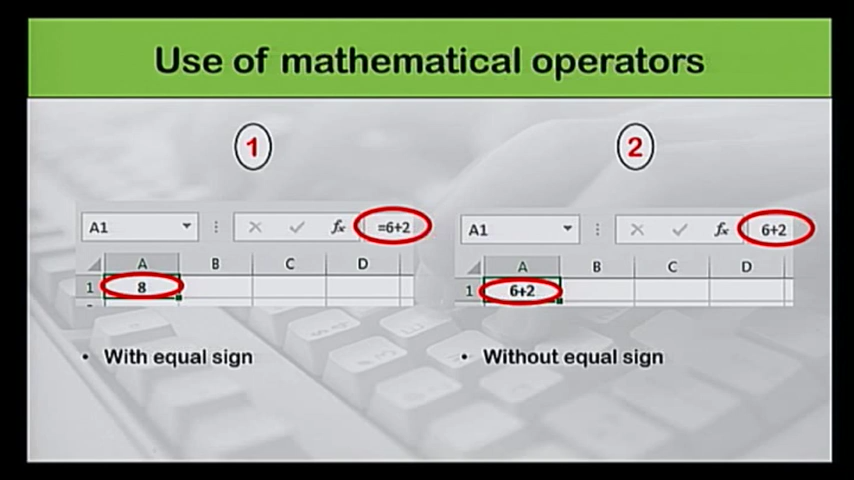 Use of mathematical operators
1
2
A1 fx =6+2
A B C D
1 8
• With equal sign
A1 fx 6+2
A B C D
1 6+2
• Without equal sign